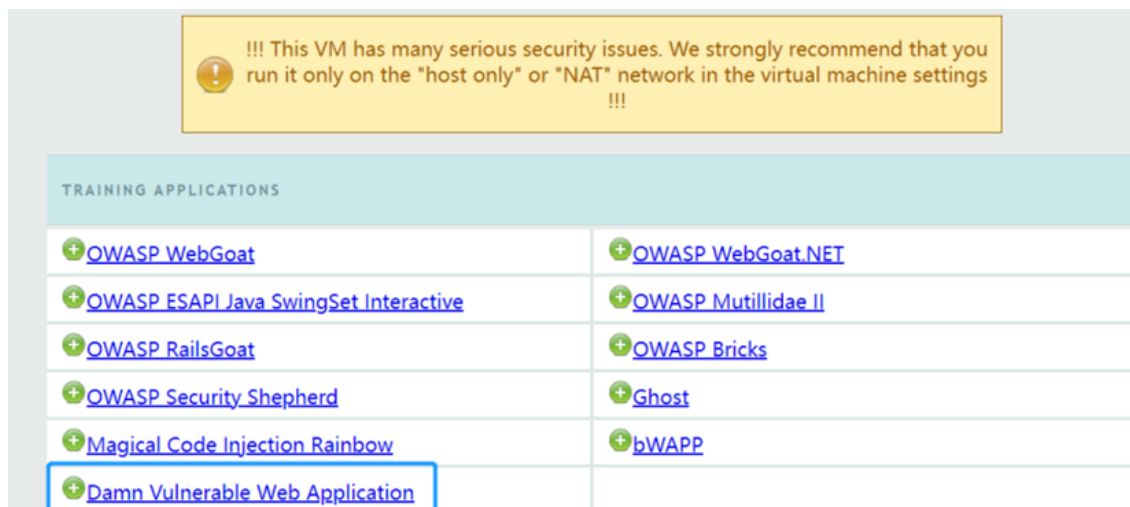 !!! This VM has many serious security issues. We strongly recommend that you
run it only on the "host only" or "NAT" network in the virtual machine settings
!!!
TRAINING APPLICATIONS
OWASP WebGoat
OWASP WebGoat.NET
OWASP ESAPI Java SwingSet Interactive
OWASP Mutillidae II
OWASP RailsGoat
OWASP Bricks
OWASP Security Shepherd
Ghost
Magical Code Injection Rainbow
bWAPP
Damn Vulnerable Web Application